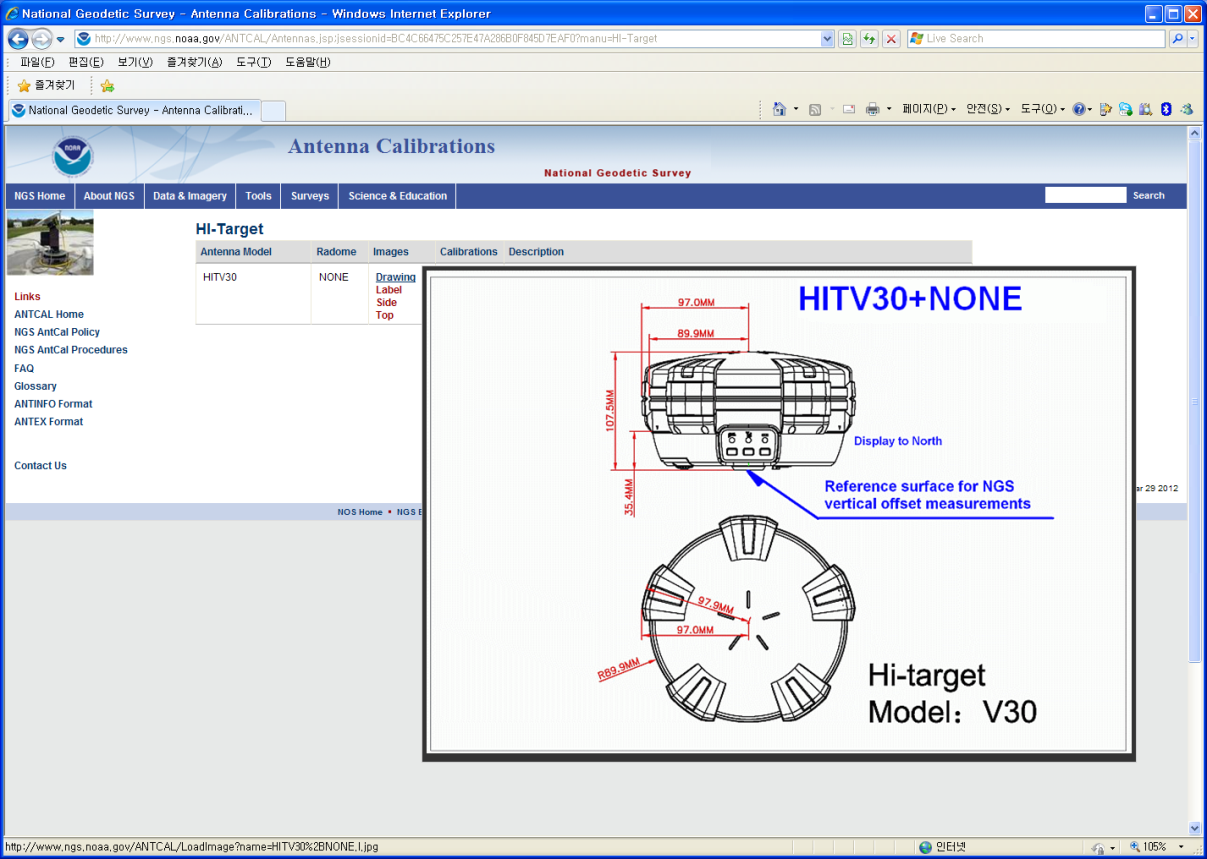 National Geodetic Survey - Antenna Calibrations - Windows Internet Explorer
http://www.ngs.noaa.gov/ANTCAL/Antennas.jsp;jsessionid=BC4C66475C257E47A286B0F845D7EAF0?manu=HI-Target
Live Search
파일(F) 편집(E) 보기(V) 즐겨찾기(A) 도구(T) 도움말(H)
즐겨찾기
National Geodetic Survey - Antenna Calibrati...
페이지(P) 안전(S) 도구(O)
NOAA
Antenna Calibrations
National Geodetic Survey
NGS Home About NGS Data & Imagery Tools Surveys Science & Education Search
HI-Target
Antenna Model Radome Images Calibrations Description
HITV30 NONE Drawing
Label
Side
Top
Links
ANTCAL Home
NGS AntCal Policy
NGS AntCal Procedures
FAQ
Glossary
ANTINFO Format
ANTEX Format
Contact Us
HITV30+NONE
97.0MM
89.9MM
107.5MM
35.4MM
Display to North
Reference surface for NGS
vertical offset measurements
97.9MM
97.0MM
R89.9MM
Hi-target
Model: V30
29 2012
NOS Home • NGS
http://www.ngs.noaa.gov/ANTCAL/LoadImage?name=HITV30%2BNONE_l.jpg
인터넷
105%